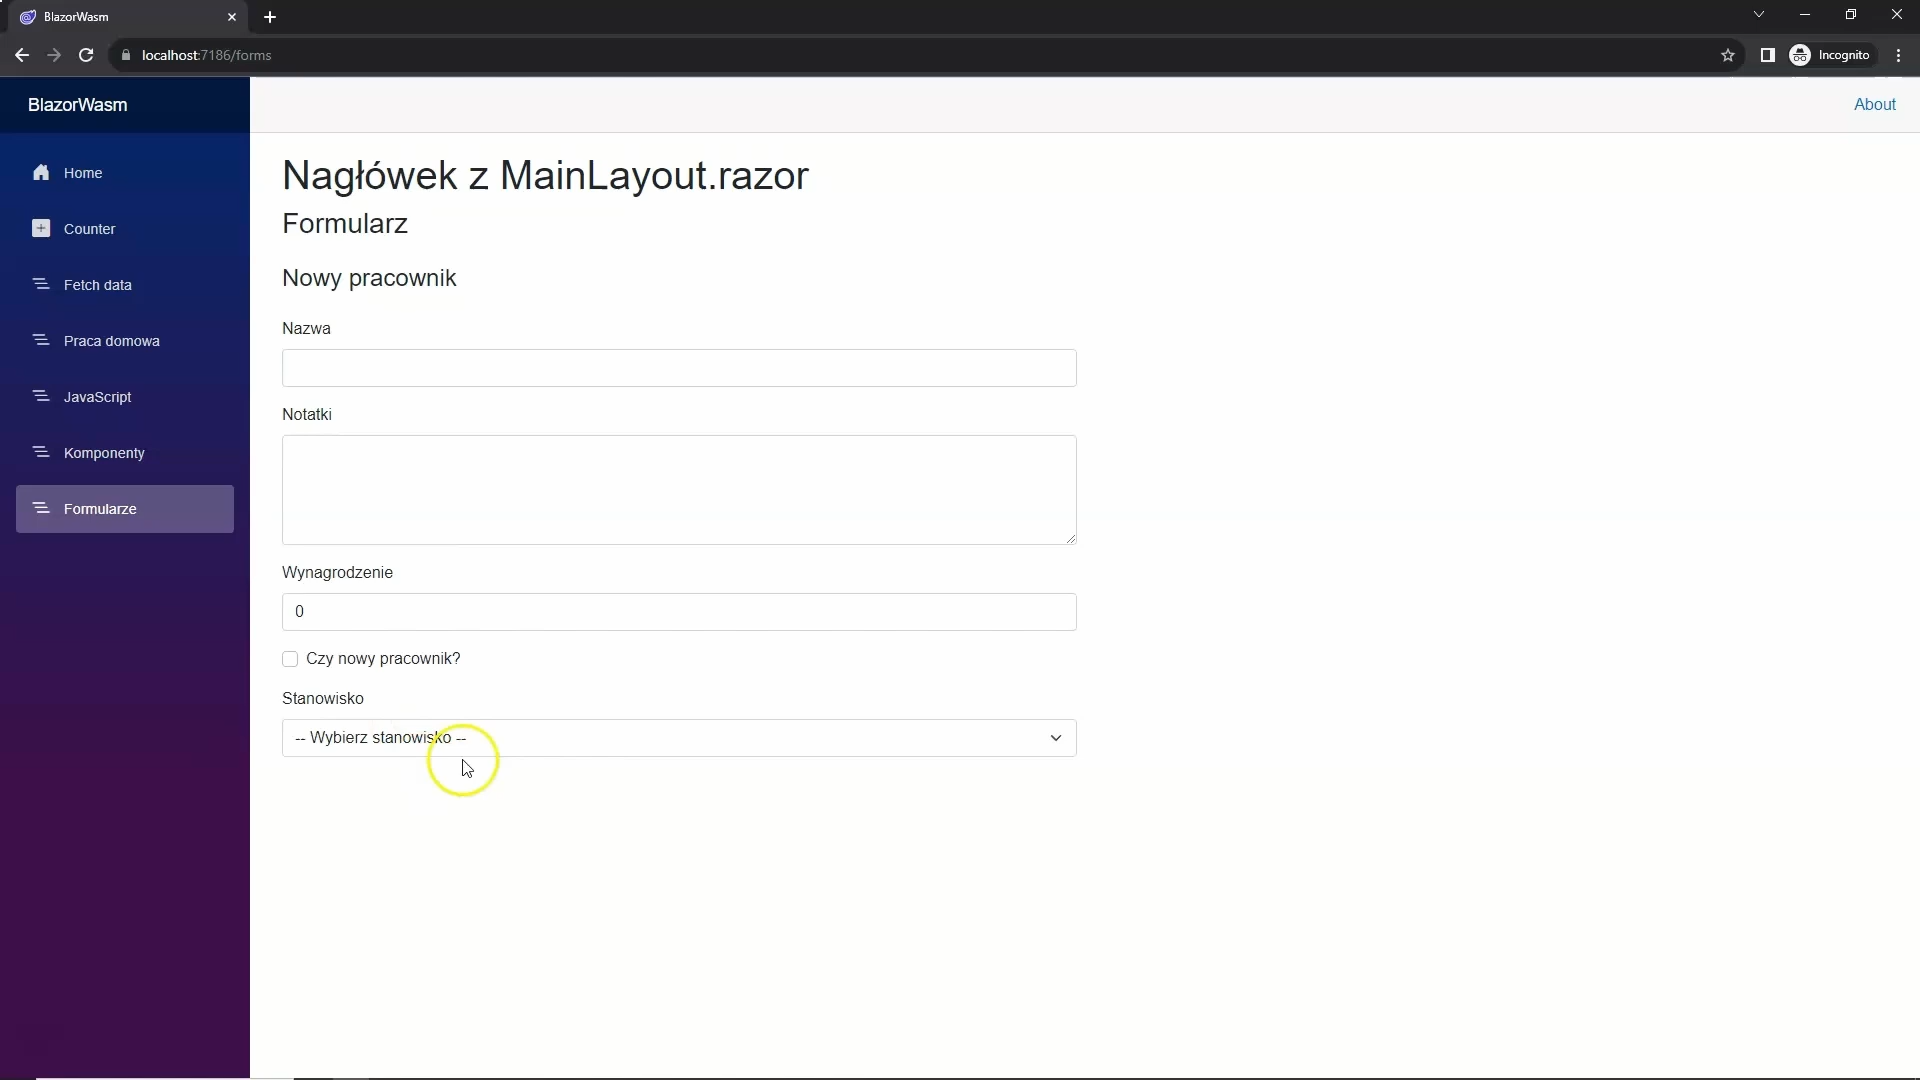 BlazorWasm
localhost:7186/forms
Incognito
BlazorWasm
About
Home
Counter
Fetch data
Praca domowa
JavaScript
Komponenty
Formularze
Nagłówek z MainLayout.razor
Formularz
Nowy pracownik
Nazwa
Notatki
Wynagrodzenie
0
Czy nowy pracownik?
Stanowisko
-- Wybierz stanowisko --